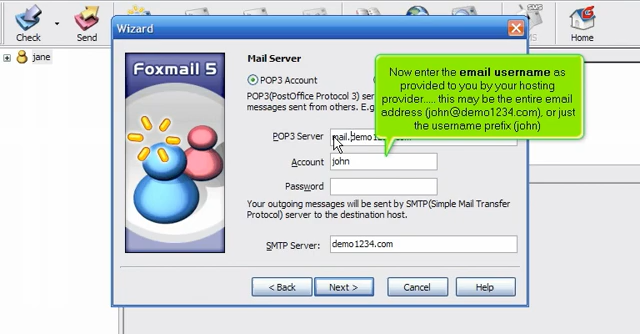 Check
Send
Home
jane
Wizard
Foxmail 5
Mail Server
POP3 Account
POP3(PostOffice Protocol 3)
messages sent from others. E.g
Now enter the email username as
provided to you by your hosting
provider..... this may be the entire email
address (john@demo1234.com), or just
the username prefix (john)
POP3 Server
mail.demo
Account
john
Password
Your outgoing messages will be sent by SMTP(Simple Mail Transfer
Protocol) server to the destination host.
SMTP Server:
demo1234.com
< Back
Next >
Cancel
Help